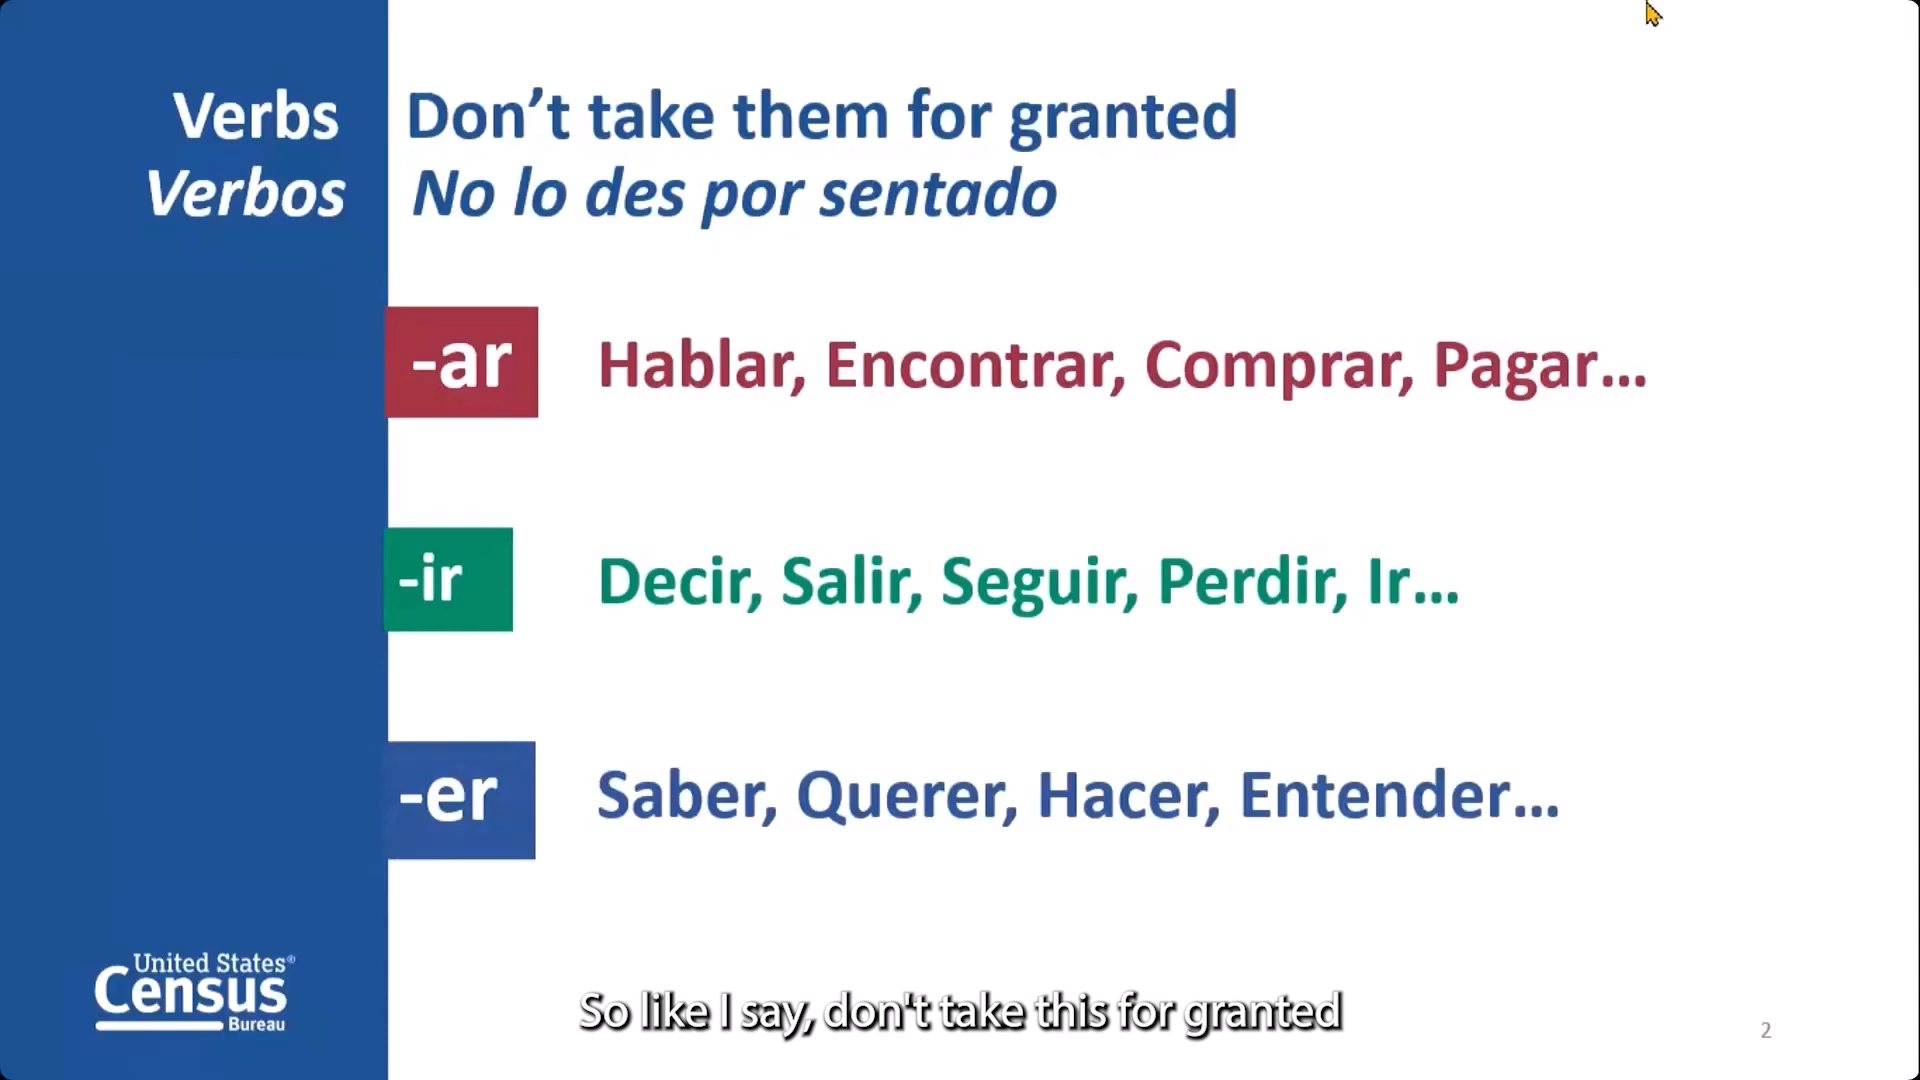 Verbs
Verbos
Don’t take them for granted
No lo des por sentado
-ar
Hablar, Encontrar, Comprar, Pagar...
-ir
Decir, Salir, Seguir, Perdir, Ir...
-er
Saber, Querer, Hacer, Entender...
United States®
Census
Bureau
So like I say, don't take this for granted
2